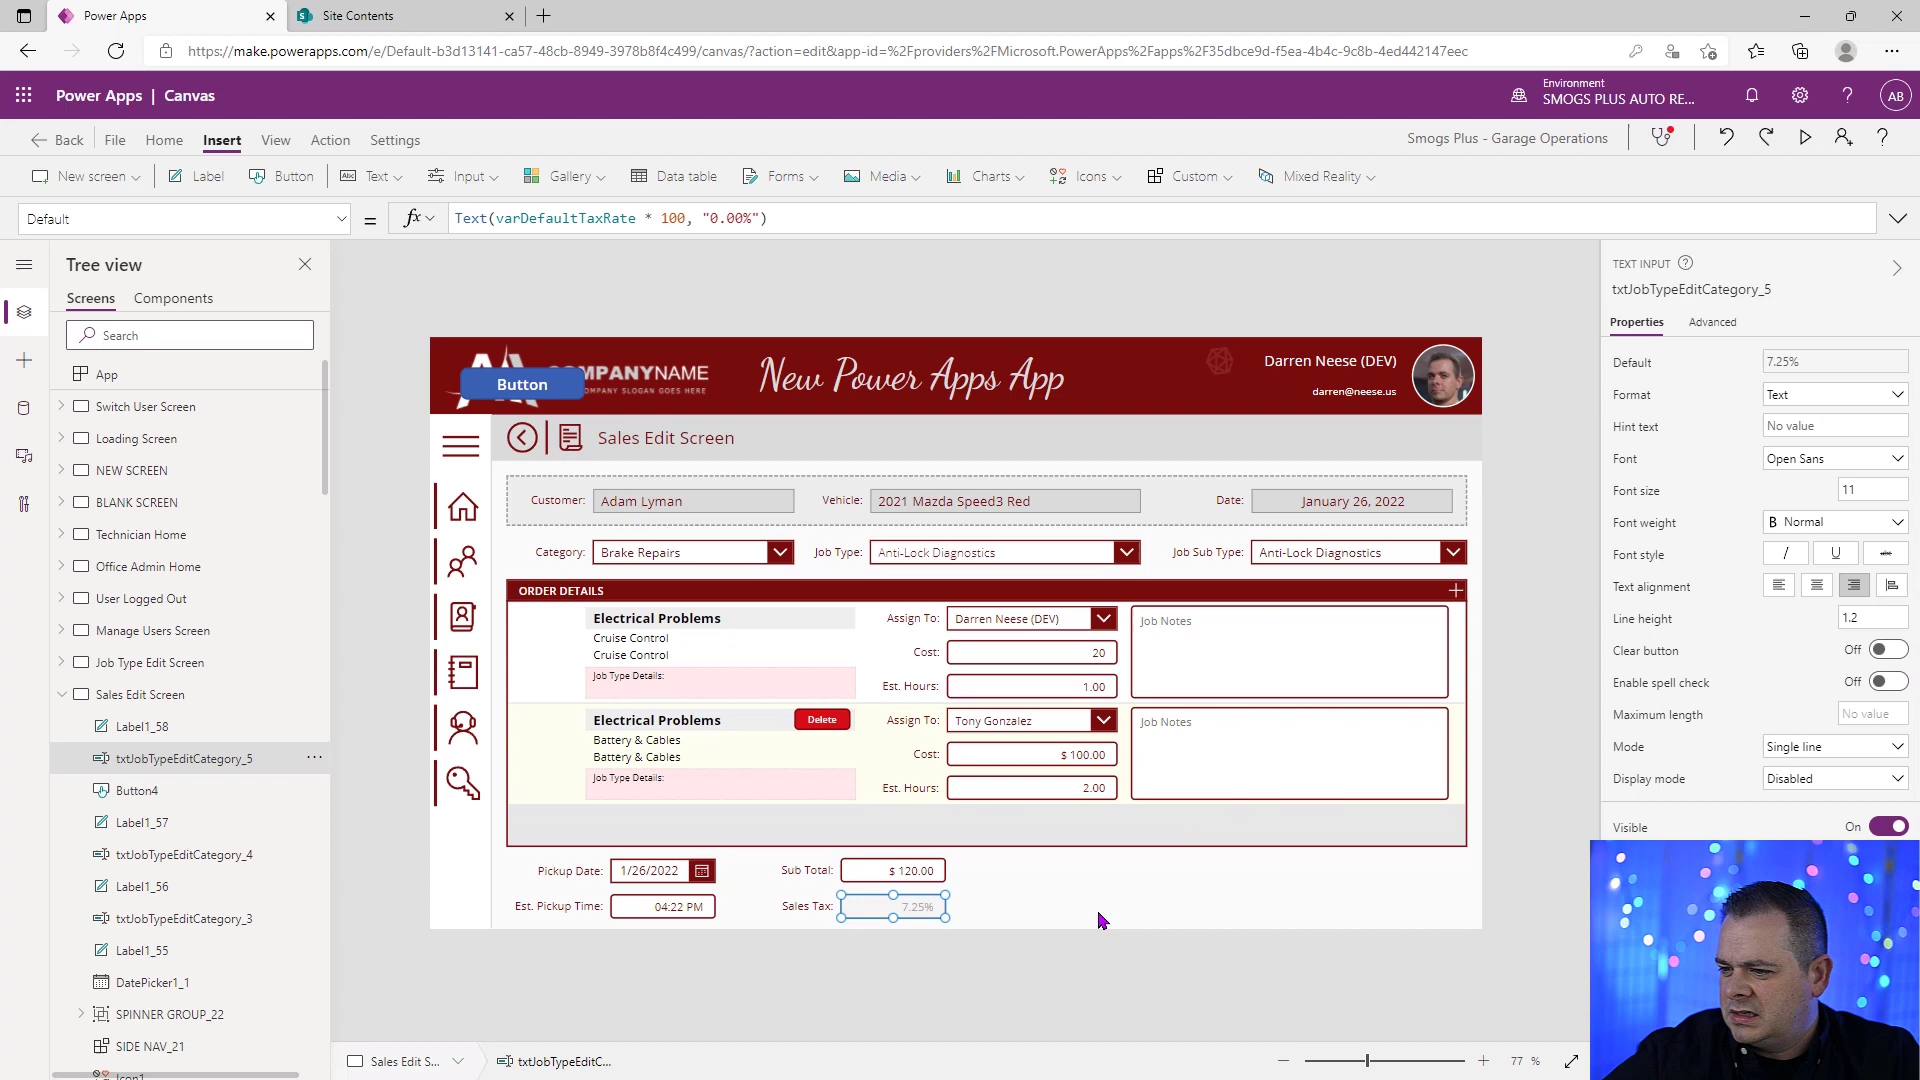 Power Apps
Site Contents
https://make.powerapps.com/e/Default-b3d13141-ca57-48cb-8949-3978b8f4c499/canvas/?action=edit&app-id=%2Fproviders%2FMicrosoft.PowerApps%2Fapps%2F35dbce9d-f5ea-4b4c-9c8b-4ed442147eec
Power Apps | Canvas
Environment
SMOGS PLUS AUTO RE...
AB
Back
File
Home
Insert
View
Action
Settings
Smogs Plus - Garage Operations
New screen
Label
Button
Text
Input
Gallery
Data table
Forms
Media
Charts
Icons
Custom
Mixed Reality
Default
=
fx
Text(varDefaultTaxRate * 100, "0.00%")
Tree view
Screens
Components
Search
App
Switch User Screen
Loading Screen
NEW SCREEN
BLANK SCREEN
Technician Home
Office Admin Home
User Logged Out
Manage Users Screen
Job Type Edit Screen
Sales Edit Screen
Label1_58
txtJobTypeEditCategory_5
Button4
Label1_57
txtJobTypeEditCategory_4
Label1_56
txtJobTypeEditCategory_3
Label1_55
DatePicker1_1
SPINNER GROUP_22
SIDE NAV_21
Icon1
Button
COMPANYNAME
COMPANY SLOGAN GOES HERE
New Power Apps App
Darren Neese (DEV)
darren@neese.us
Sales Edit Screen
Customer:
Adam Lyman
Vehicle:
2021 Mazda Speed3 Red
Date:
January 26, 2022
Category:
Brake Repairs
Job Type:
Anti-Lock Diagnostics
Job Sub Type:
Anti-Lock Diagnostics
ORDER DETAILS
Electrical Problems
Cruise Control
Cruise Control
Job Type Details:
Assign To:
Darren Neese (DEV)
Cost:
20
Est. Hours:
1.00
Job Notes
Electrical Problems
Delete
Battery & Cables
Battery & Cables
Job Type Details:
Assign To:
Tony Gonzalez
Cost:
$ 100.00
Est. Hours:
2.00
Job Notes
Pickup Date:
1/26/2022
Sub Total:
$ 120.00
Est. Pickup Time:
04:22 PM
Sales Tax:
7.25%
TEXT INPUT
txtJobTypeEditCategory_5
Properties
Advanced
Default
7.25%
Format
Text
Hint text
No value
Font
Open Sans
Font size
11
Font weight
B Normal
Font style
/
U
abc
Text alignment
Line height
1.2
Clear button
Off
Enable spell check
Off
Maximum length
No value
Mode
Single line
Display mode
Disabled
Visible
On
Sales Edit S...
txtJobTypeEditC...
77 %